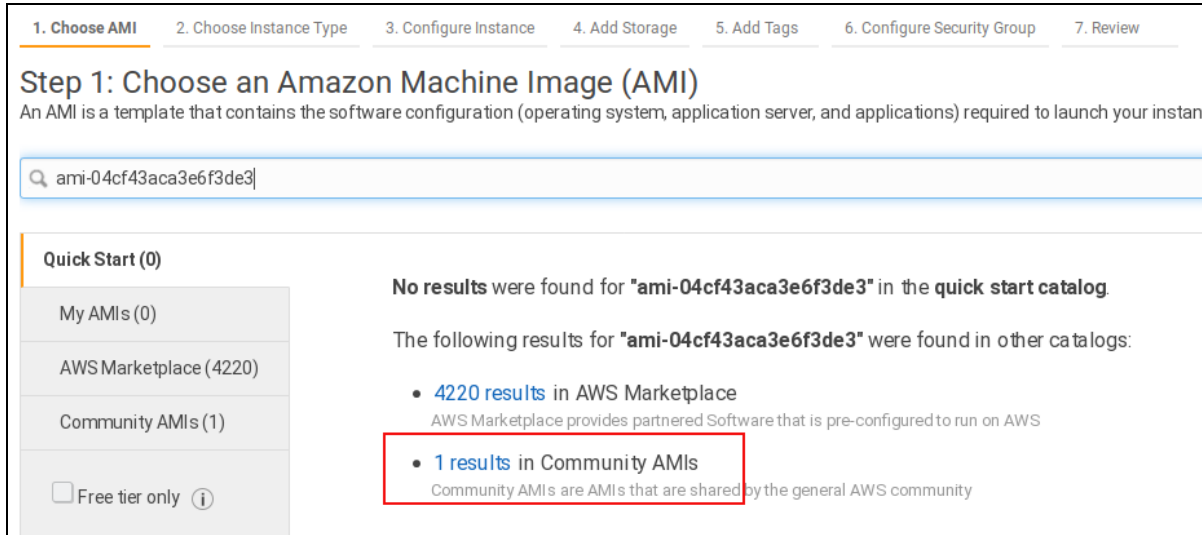 1. Choose AMI 2. Choose Instance Type 3. Configure Instance 4. Add Storage 5. Add Tags 6. Configure Security Group 7. Review
Step 1: Choose an Amazon Machine Image (AMI)
An AMI is a template that contains the software configuration (operating system, application server, and applications) required to launch your instan
ami-04cf43aca3e6f3de3
Quick Start (0)
My AMIs (0)
AWS Marketplace (4220)
Community AMIs (1)
Free tier only
No results were found for "ami-04cf43aca3e6f3de3" in the quick start catalog.
The following results for "ami-04cf43aca3e6f3de3" were found in other catalogs:
• 4220 results in AWS Marketplace
AWS Marketplace provides partnered Software that is pre-configured to run on AWS
• 1 results in Community AMIs
Community AMIs are AMIs that are shared by the general AWS community